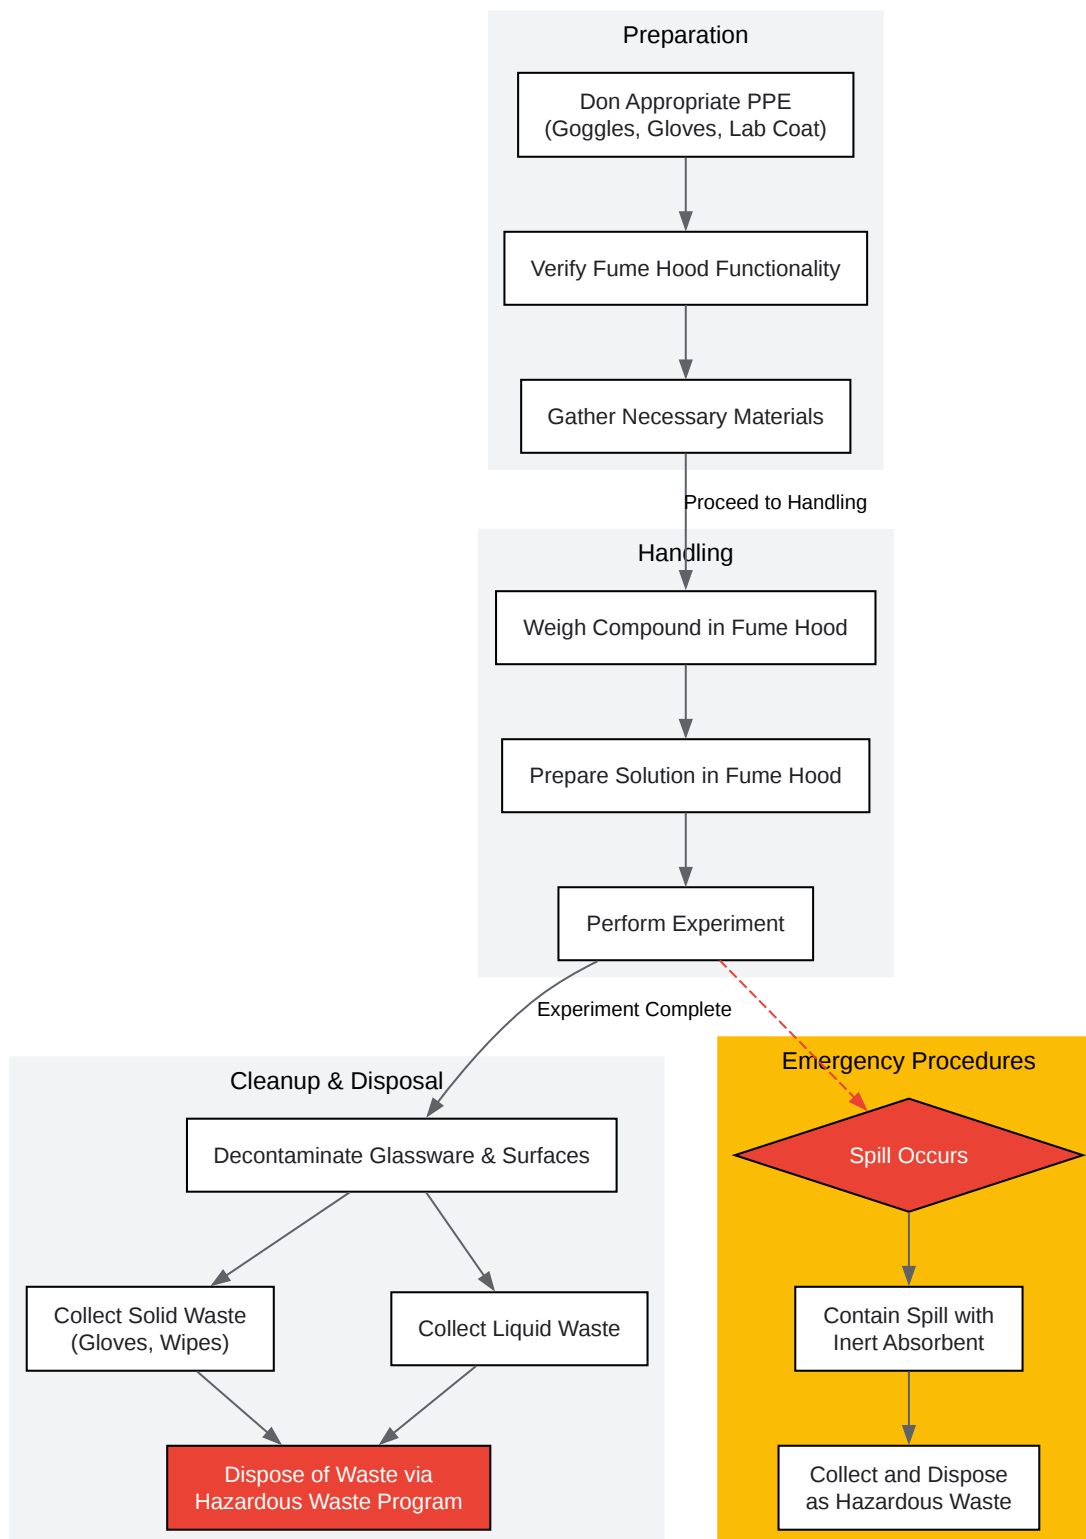 Preparation
Don Appropriate PPE
(Goggles, Gloves, Lab Coat)
Verify Fume Hood Functionality
Gather Necessary Materials
Proceed to Handling
Handling
Weigh Compound in Fume Hood
Prepare Solution in Fume Hood
Perform Experiment
Experiment Complete
Cleanup & Disposal
Decontaminate Glassware & Surfaces
Collect Solid Waste
(Gloves, Wipes)
Collect Liquid Waste
Dispose of Waste via
Hazardous Waste Program
Emergency Procedures
Spill Occurs
Contain Spill with
Inert Absorbent
Collect and Dispose
as Hazardous Waste